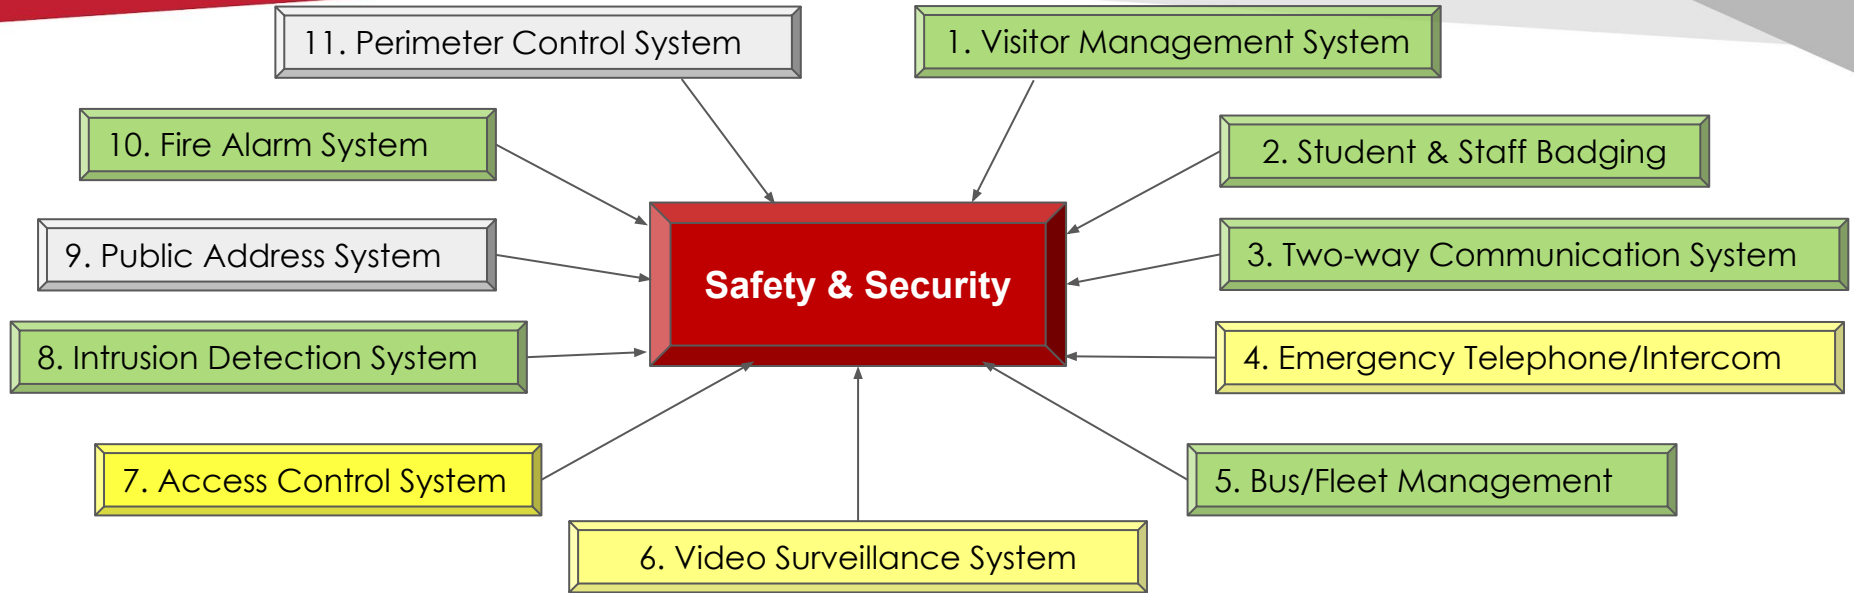 11. Perimeter Control System
1. Visitor Management System
10. Fire Alarm System
2. Student & Staff Badging
9. Public Address System
Safety & Security
3. Two-way Communication System
8. Intrusion Detection System
4. Emergency Telephone/Intercom
7. Access Control System
5. Bus/Fleet Management
6. Video Surveillance System